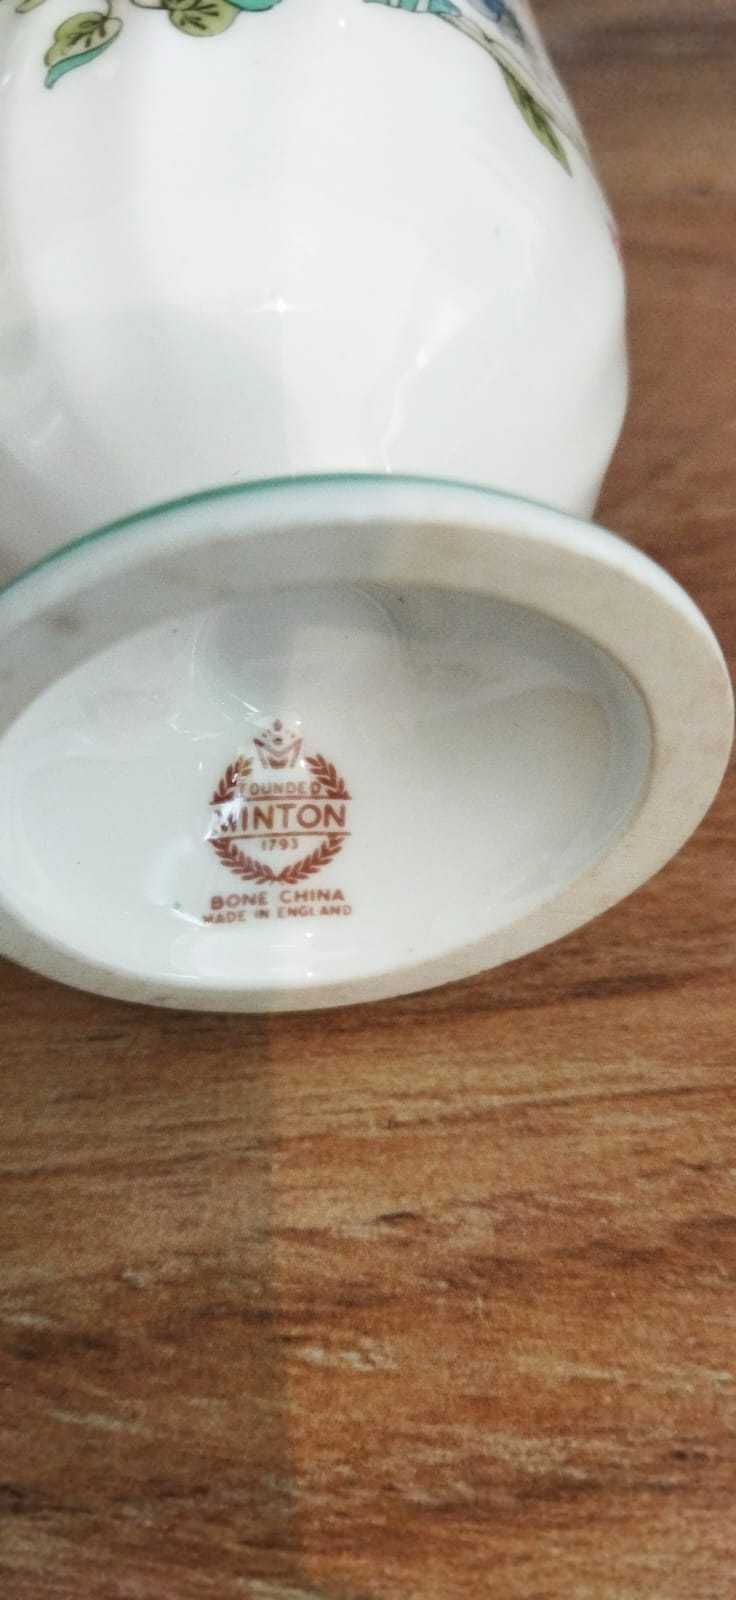 FOUNDED
MINTON
1793
BONE CHINA
MADE IN ENGLAND